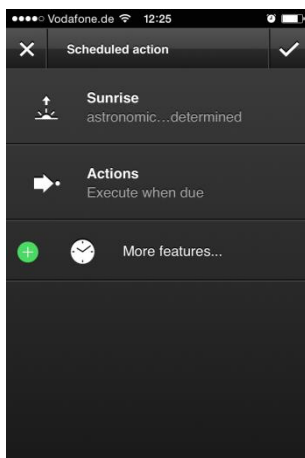 Vodafone.de 12:25
Scheduled action
Sunrise
astronomic...determined
Actions
Execute when due
More features...